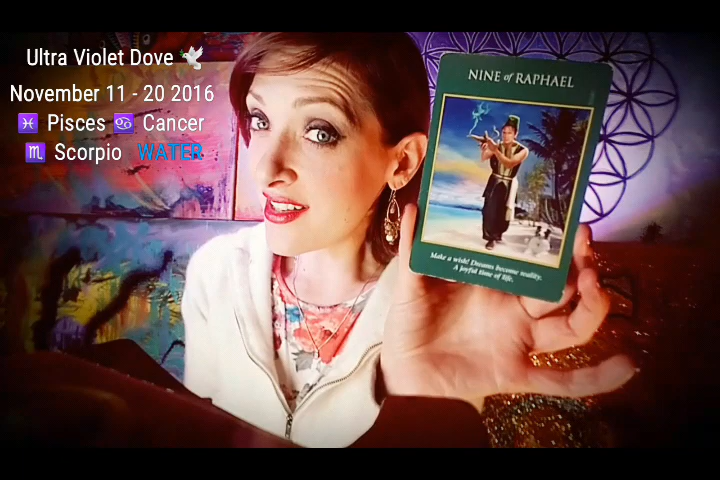 Ultra Violet Dove 🕊
November 11 - 20 2016
♓ Pisces ♋ Cancer
♏ Scorpio WATER
NINE of RAPHAEL
Make a wish! Dreams become reality.
A joyful time of life.